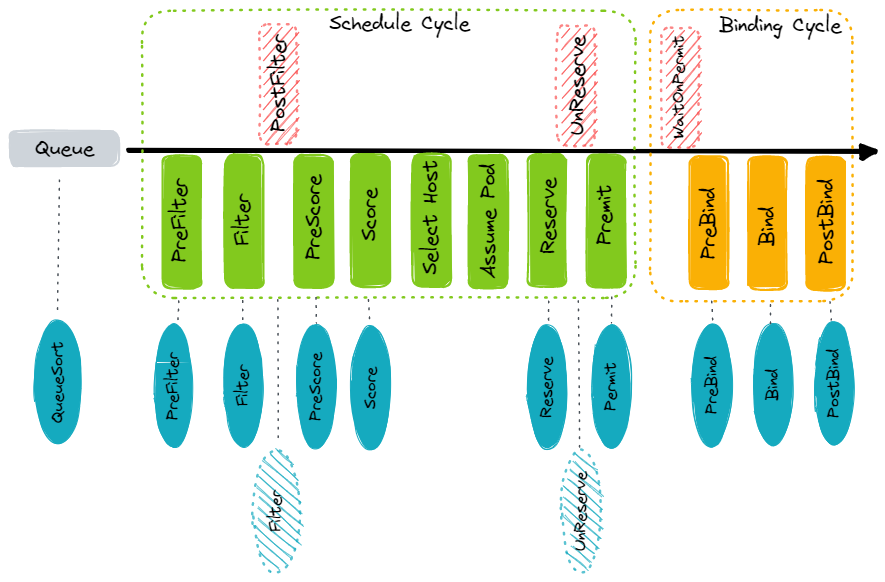 Schedule Cycle
Binding Cycle
PostFilter
UnReserve
WaitOnPermit
Queue
PreFilter
Filter
PreScore
Score
Select Host
Assume Pod
Reserve
Premit
PreBind
Bind
PostBind
QueueSort
PreFilter
Filter
PreScore
Score
Reserve
Permit
PreBind
Bind
PostBind
Filter
UnReserve